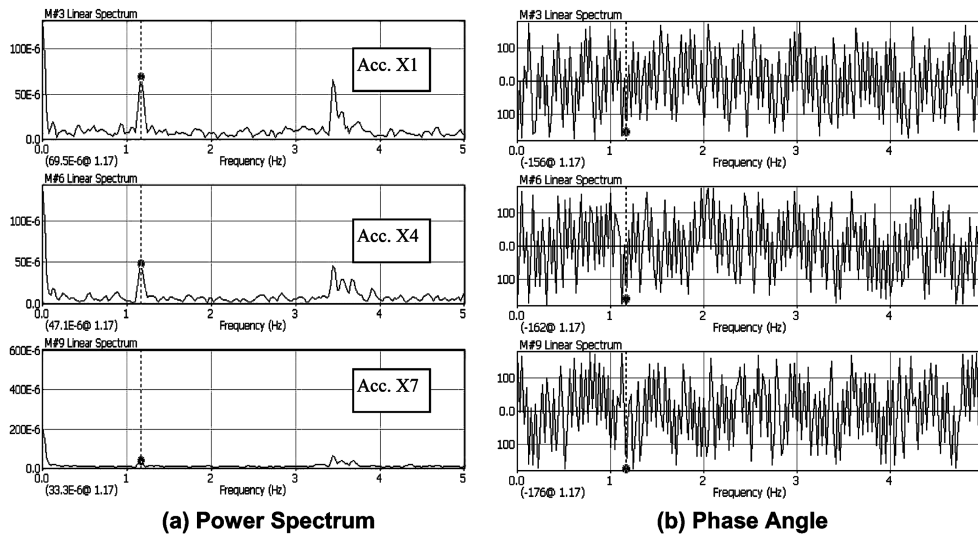 M#3 Linear Spectrum
100E-6
50E-6
0.0
Acc. X1
0.0 1 2 3 4 5
(69.5E-6@ 1.17) Frequency (Hz)
M#6 Linear Spectrum
100E-6
50E-6
0.0
Acc. X4
0.0 1 2 3 4 5
(47.1E-6@ 1.17) Frequency (Hz)
M#9 Linear Spectrum
600E-6
400E-6
200E-6
0.0
Acc. X7
0.0 1 2 3 4 5
(33.3E-6@ 1.17) Frequency (Hz)
(a) Power Spectrum
M#3 Linear Spectrum
100
0.0
100
0.0 1 2 3 4
(-156@ 1.17) Frequency (Hz)
M#6 Linear Spectrum
100
0.0
100
0.0 1 2 3 4
(-162@ 1.17) Frequency (Hz)
M#9 Linear Spectrum
100
0.0
100
0.0 1 2 3 4
(-176@ 1.17) Frequency (Hz)
(b) Phase Angle